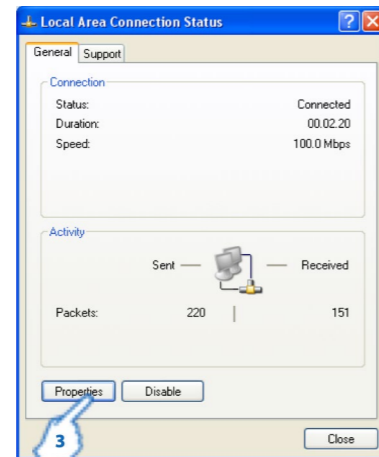 Local Area Connection Status
General Support
Connection
Status: Connected
Duration: 00.02.20
Speed: 100.0 Mbps
Activity
Sent Received
Packets: 220 151
Properties Disable
3
Close